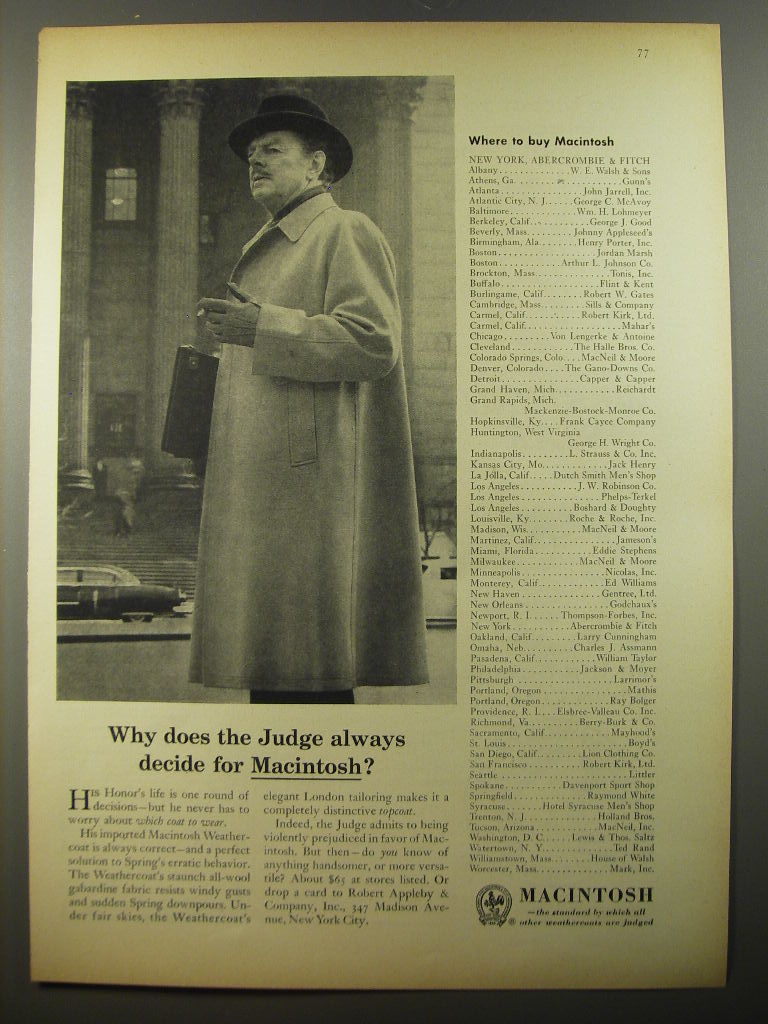 77
Why does the Judge always
decide for Macintosh?
His Honor's life is one round of
decisions—but he never has to
worry about which coat to wear.
His imported Macintosh Weather-
coat is always correct—and a perfect
solution to Spring's erratic behavior.
The Weathercoat's staunch all-wool
gabardine fabric resists windy gusts
and sudden Spring downpours. Un-
der fair skies, the Weathercoat's
elegant London tailoring makes it a
completely distinctive topcoat.
Indeed, the Judge admits to being
violently prejudiced in favor of Mac-
intosh. But then—do you know of
anything handsomer, or more versa-
tile? About $65 at stores listed. Or
drop a card to Robert Appleby &
Company, Inc., 347 Madison Ave-
nue, New York City.
Where to buy Macintosh
NEW YORK, ABERCROMBIE & FITCH
Albany............W. E. Walsh & Sons
Athens, Ga...................Gunn's
Atlanta...............John Jarrell, Inc.
Atlantic City, N. J......George C. McAvoy
Baltimore............Wm. H. Lohmeyer
Berkeley, Calif............George J. Good
Beverly, Mass.........Johnny Appleseed's
Birmingham, Ala........Henry Porter, Inc.
Boston...................Jordan Marsh
Boston............Arthur L. Johnson Co.
Brockton, Mass..............Tonis, Inc.
Buffalo...................Flint & Kent
Burlingame, Calif........Robert W. Gates
Cambridge, Mass........Sills & Company
Carmel, Calif...........Robert Kirk, Ltd.
Carmel, Calif....................Mahar's
Chicago.........Von Lengerke & Antoine
Cleveland............The Halle Bros. Co.
Colorado Springs, Colo....MacNeil & Moore
Denver, Colorado....The Gano-Downs Co.
Detroit...............Capper & Capper
Grand Haven, Mich...........Reichardt
Grand Rapids, Mich.
Mackenzie-Bostock-Monroe Co.
Hopkinsville, Ky....Frank Cayce Company
Huntington, West Virginia
George H. Wright Co.
Indianapolis.........L. Strauss & Co. Inc.
Kansas City, Mo............Jack Henry
La Jolla, Calif.....Dutch Smith Men's Shop
Los Angeles...........J. W. Robinson Co.
Los Angeles...............Phelps-Terkel
Los Angeles..........Boshard & Doughty
Louisville, Ky........Roche & Roche, Inc.
Madison, Wis...........MacNeil & Moore
Martinez, Calif..............Jameson's
Miami, Florida...........Eddie Stephens
Milwaukee............MacNeil & Moore
Minneapolis...............Nicolas, Inc.
Monterey, Calif............Ed Williams
New Haven...............Gentree, Ltd.
New Orleans................Godchaux's
Newport, R. I......Thompson-Forbes, Inc.
New York...........Abercrombie & Fitch
Oakland, Calif........Larry Cunningham
Omaha, Neb..........Charles J. Assmann
Pasadena, Calif............William Taylor
Philadelphia...........Jackson & Moyer
Pittsburgh...................Larrimor's
Portland, Oregon................Mathis
Portland, Oregon.............Ray Bolger
Providence, R. I....Elsbree-Valleau Co. Inc.
Richmond, Va..........Berry-Burk & Co.
Sacramento, Calif............Mayhood's
St. Louis.......................Boyd's
San Diego, Calif.........Lion Clothing Co.
San Francisco...........Robert Kirk, Ltd.
Seattle........................Littler
Spokane...........Davenport Sport Shop
Springfield..............Raymond White
Syracuse.......Hotel Syracuse Men's Shop
Trenton, N. J..............Holland Bros.
Tucson, Arizona............MacNeil, Inc.
Washington, D. C......Lewis & Thos. Saltz
Watertown, N. Y..............Ted Rand
Williamstown, Mass.......House of Walsh
Worcester, Mass.............Mark, Inc.
MACINTOSH
—the standard by which all
® other weathercoats are judged